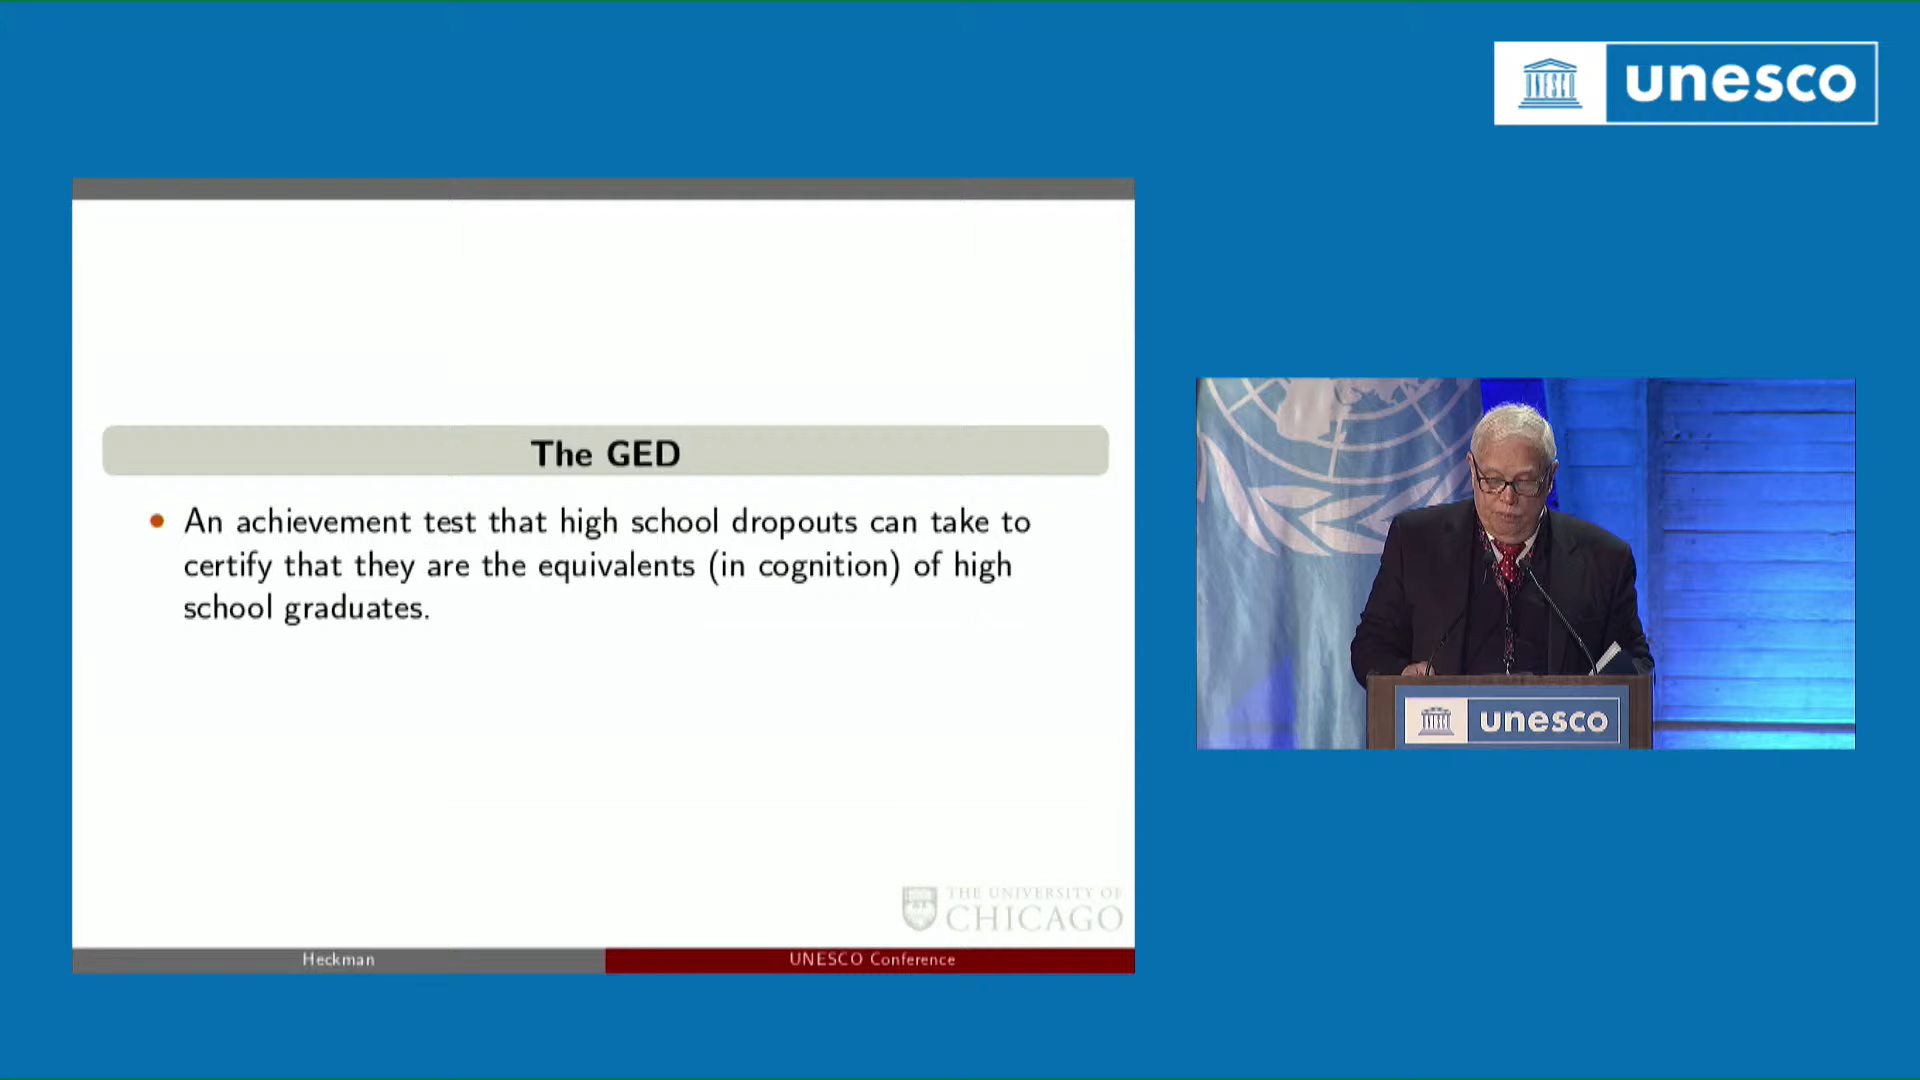 UNESCO
unesco
The GED
An achievement test that high school dropouts can take to
certify that they are the equivalents (in cognition) of high
school graduates.
THE UNIVERSITY OF
CHICAGO
Heckman
UNESCO Conference
unesco